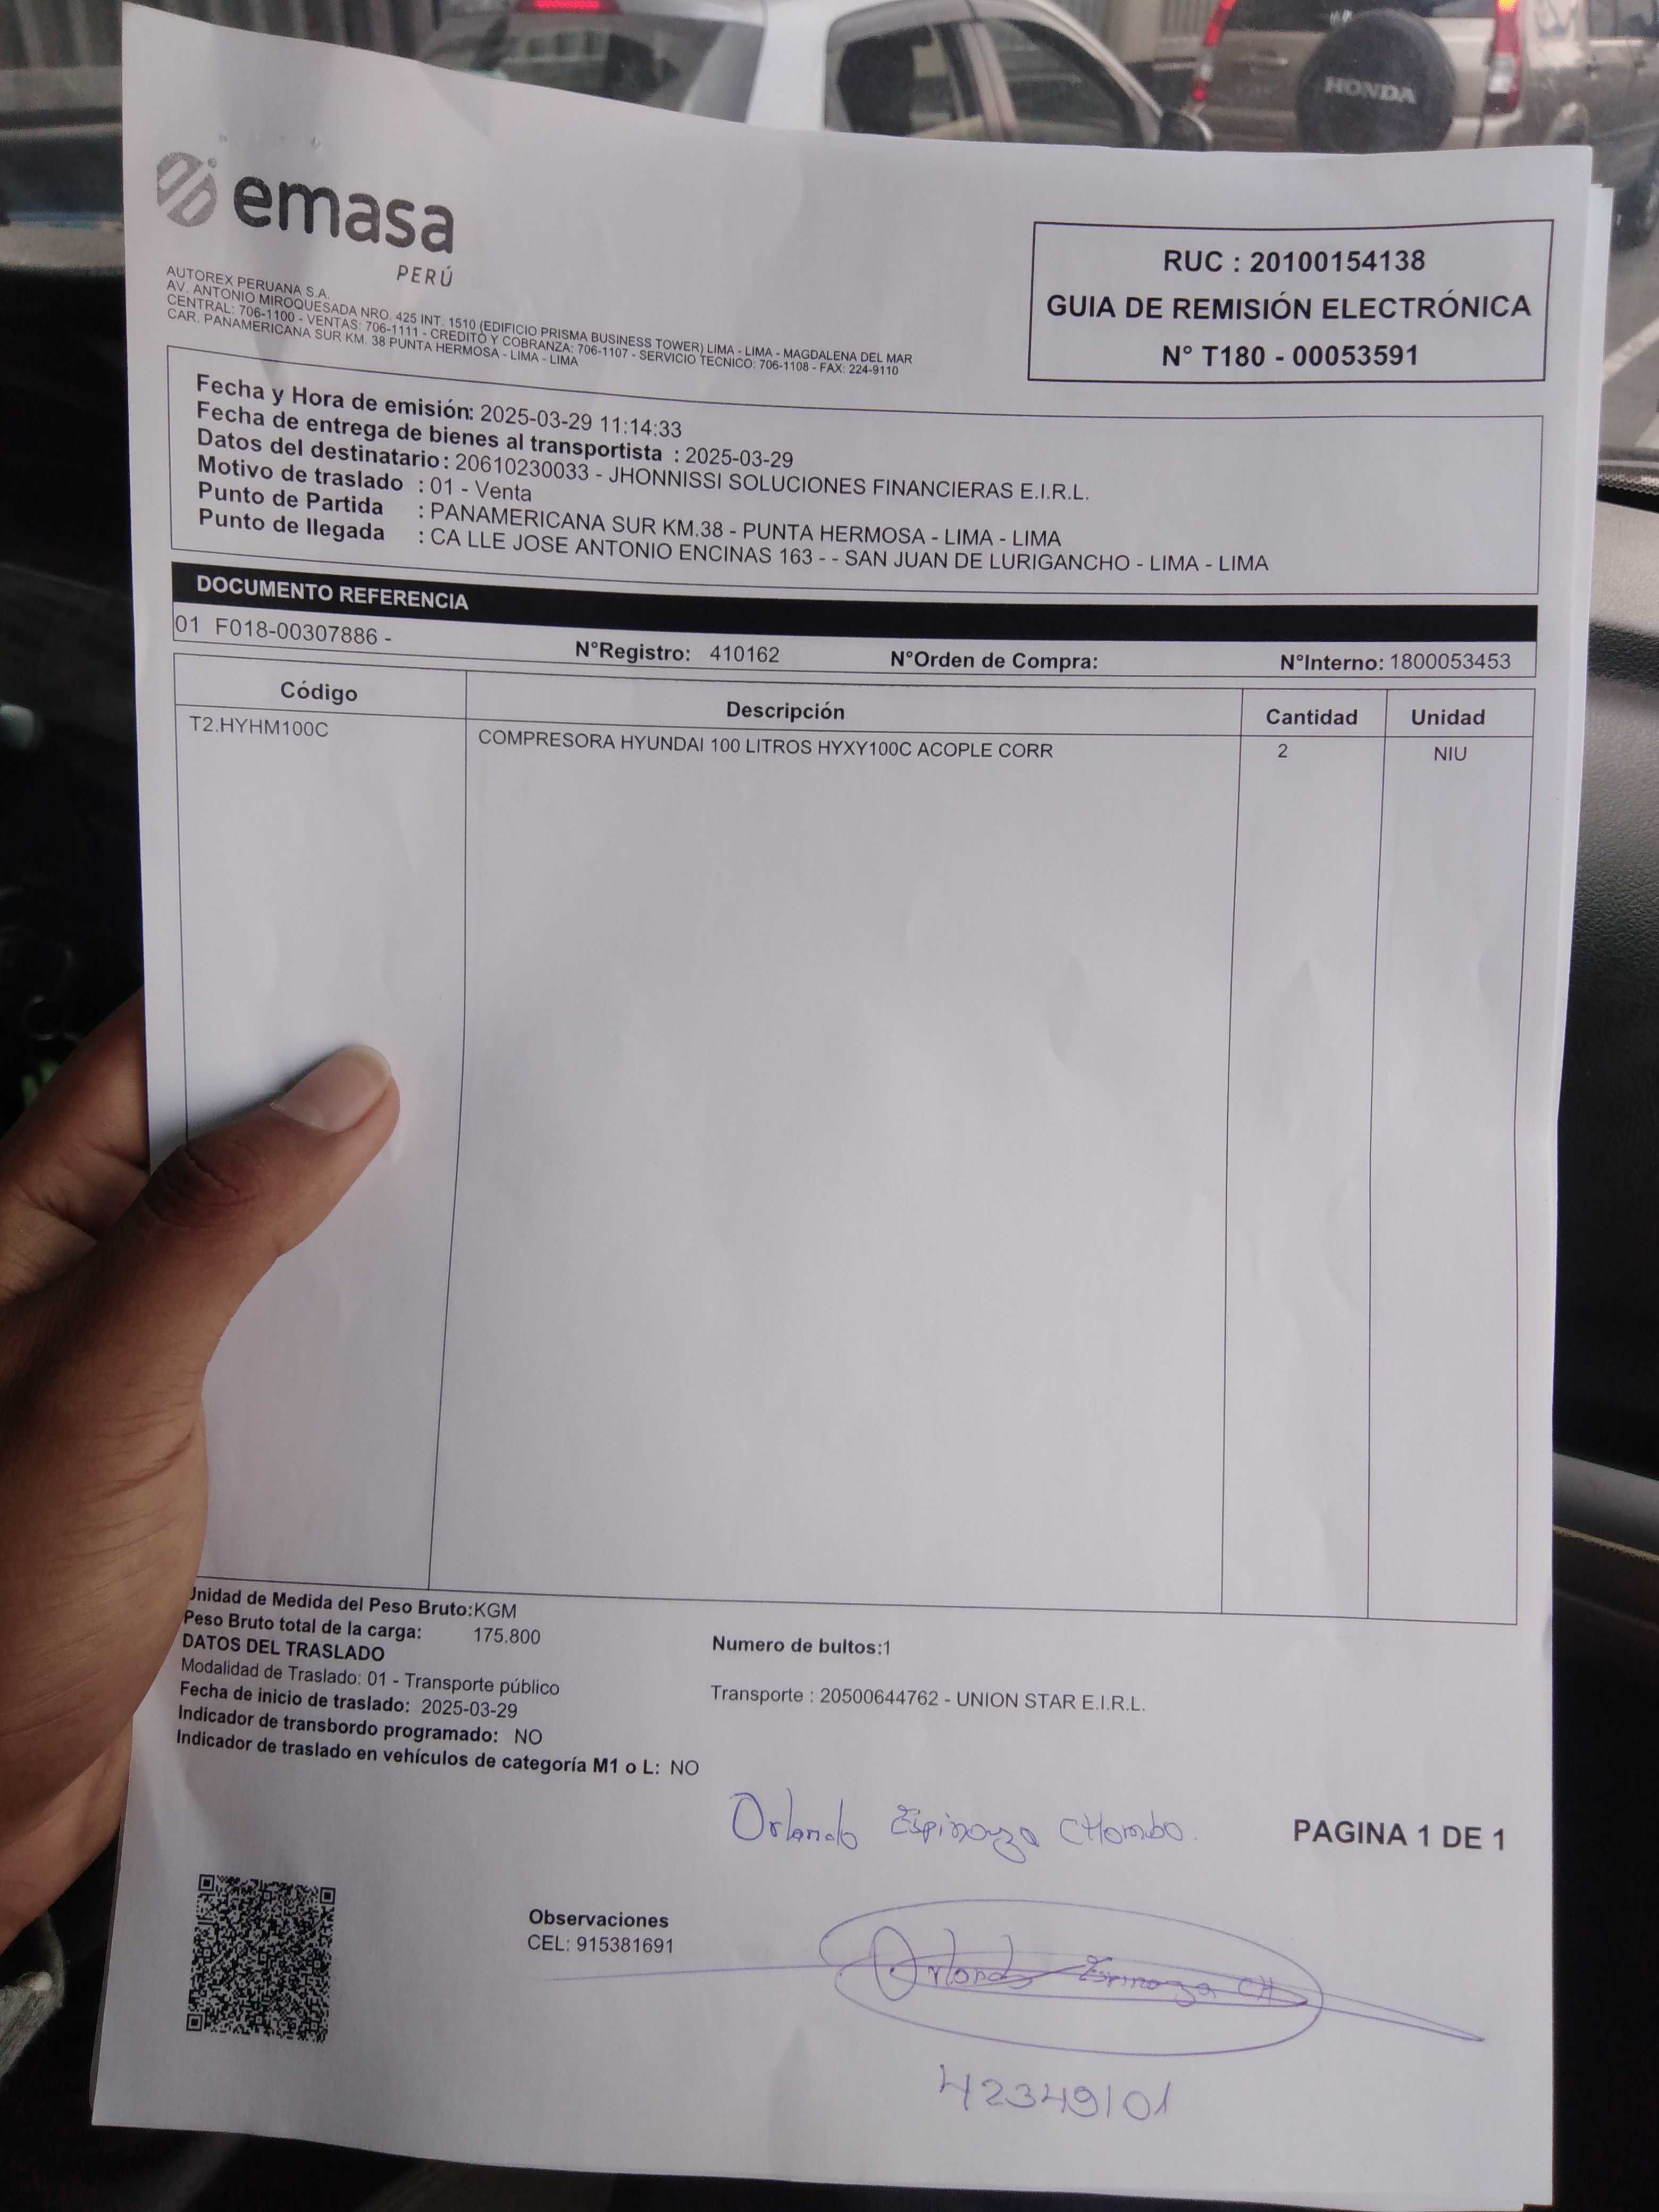 HONDA
emasa
PERÚ
AUTOREX PERUANA S.A.
AV. ANTONIO MIROQUESADA NRO. 425 INT. 1510 (EDIFICIO PRISMA BUSINESS TOWER) LIMA - LIMA - MAGDALENA DEL MAR
CENTRAL: 706-1100 - VENTAS: 706-1111 - CREDITO Y COBRANZA: 706-1107 - SERVICIO TECNICO: 706-1108 - FAX: 224-9110
CAR. PANAMERICANA SUR KM. 38 PUNTA HERMOSA - LIMA - LIMA
RUC : 20100154138
GUIA DE REMISIÓN ELECTRÓNICA
N° T180 - 00053591
Fecha y Hora de emisión: 2025-03-29 11:14:33
Fecha de entrega de bienes al transportista : 2025-03-29
Datos del destinatario : 20610230033 - JHONNISSI SOLUCIONES FINANCIERAS E.I.R.L.
Motivo de traslado : 01 - Venta
Punto de Partida : PANAMERICANA SUR KM.38 - PUNTA HERMOSA - LIMA - LIMA
Punto de llegada : CA LLE JOSE ANTONIO ENCINAS 163 - - SAN JUAN DE LURIGANCHO - LIMA - LIMA
DOCUMENTO REFERENCIA
01 F018-00307886 - N°Registro: 410162 N°Orden de Compra: N°Interno: 1800053453
Código Descripción Cantidad Unidad
T2.HYHM100C COMPRESORA HYUNDAI 100 LITROS HYXY100C ACOPLE CORR 2 NIU
Unidad de Medida del Peso Bruto:KGM
Peso Bruto total de la carga: 175.800 Numero de bultos:1
DATOS DEL TRASLADO
Modalidad de Traslado: 01 - Transporte público Transporte : 20500644762 - UNION STAR E.I.R.L.
Fecha de inicio de traslado: 2025-03-29
Indicador de transbordo programado: NO
Indicador de traslado en vehículos de categoría M1 o L: NO
Orlando Espinoza CHombo.
PAGINA 1 DE 1
Observaciones
CEL: 915381691
Orlando Espinoza CH
42349101